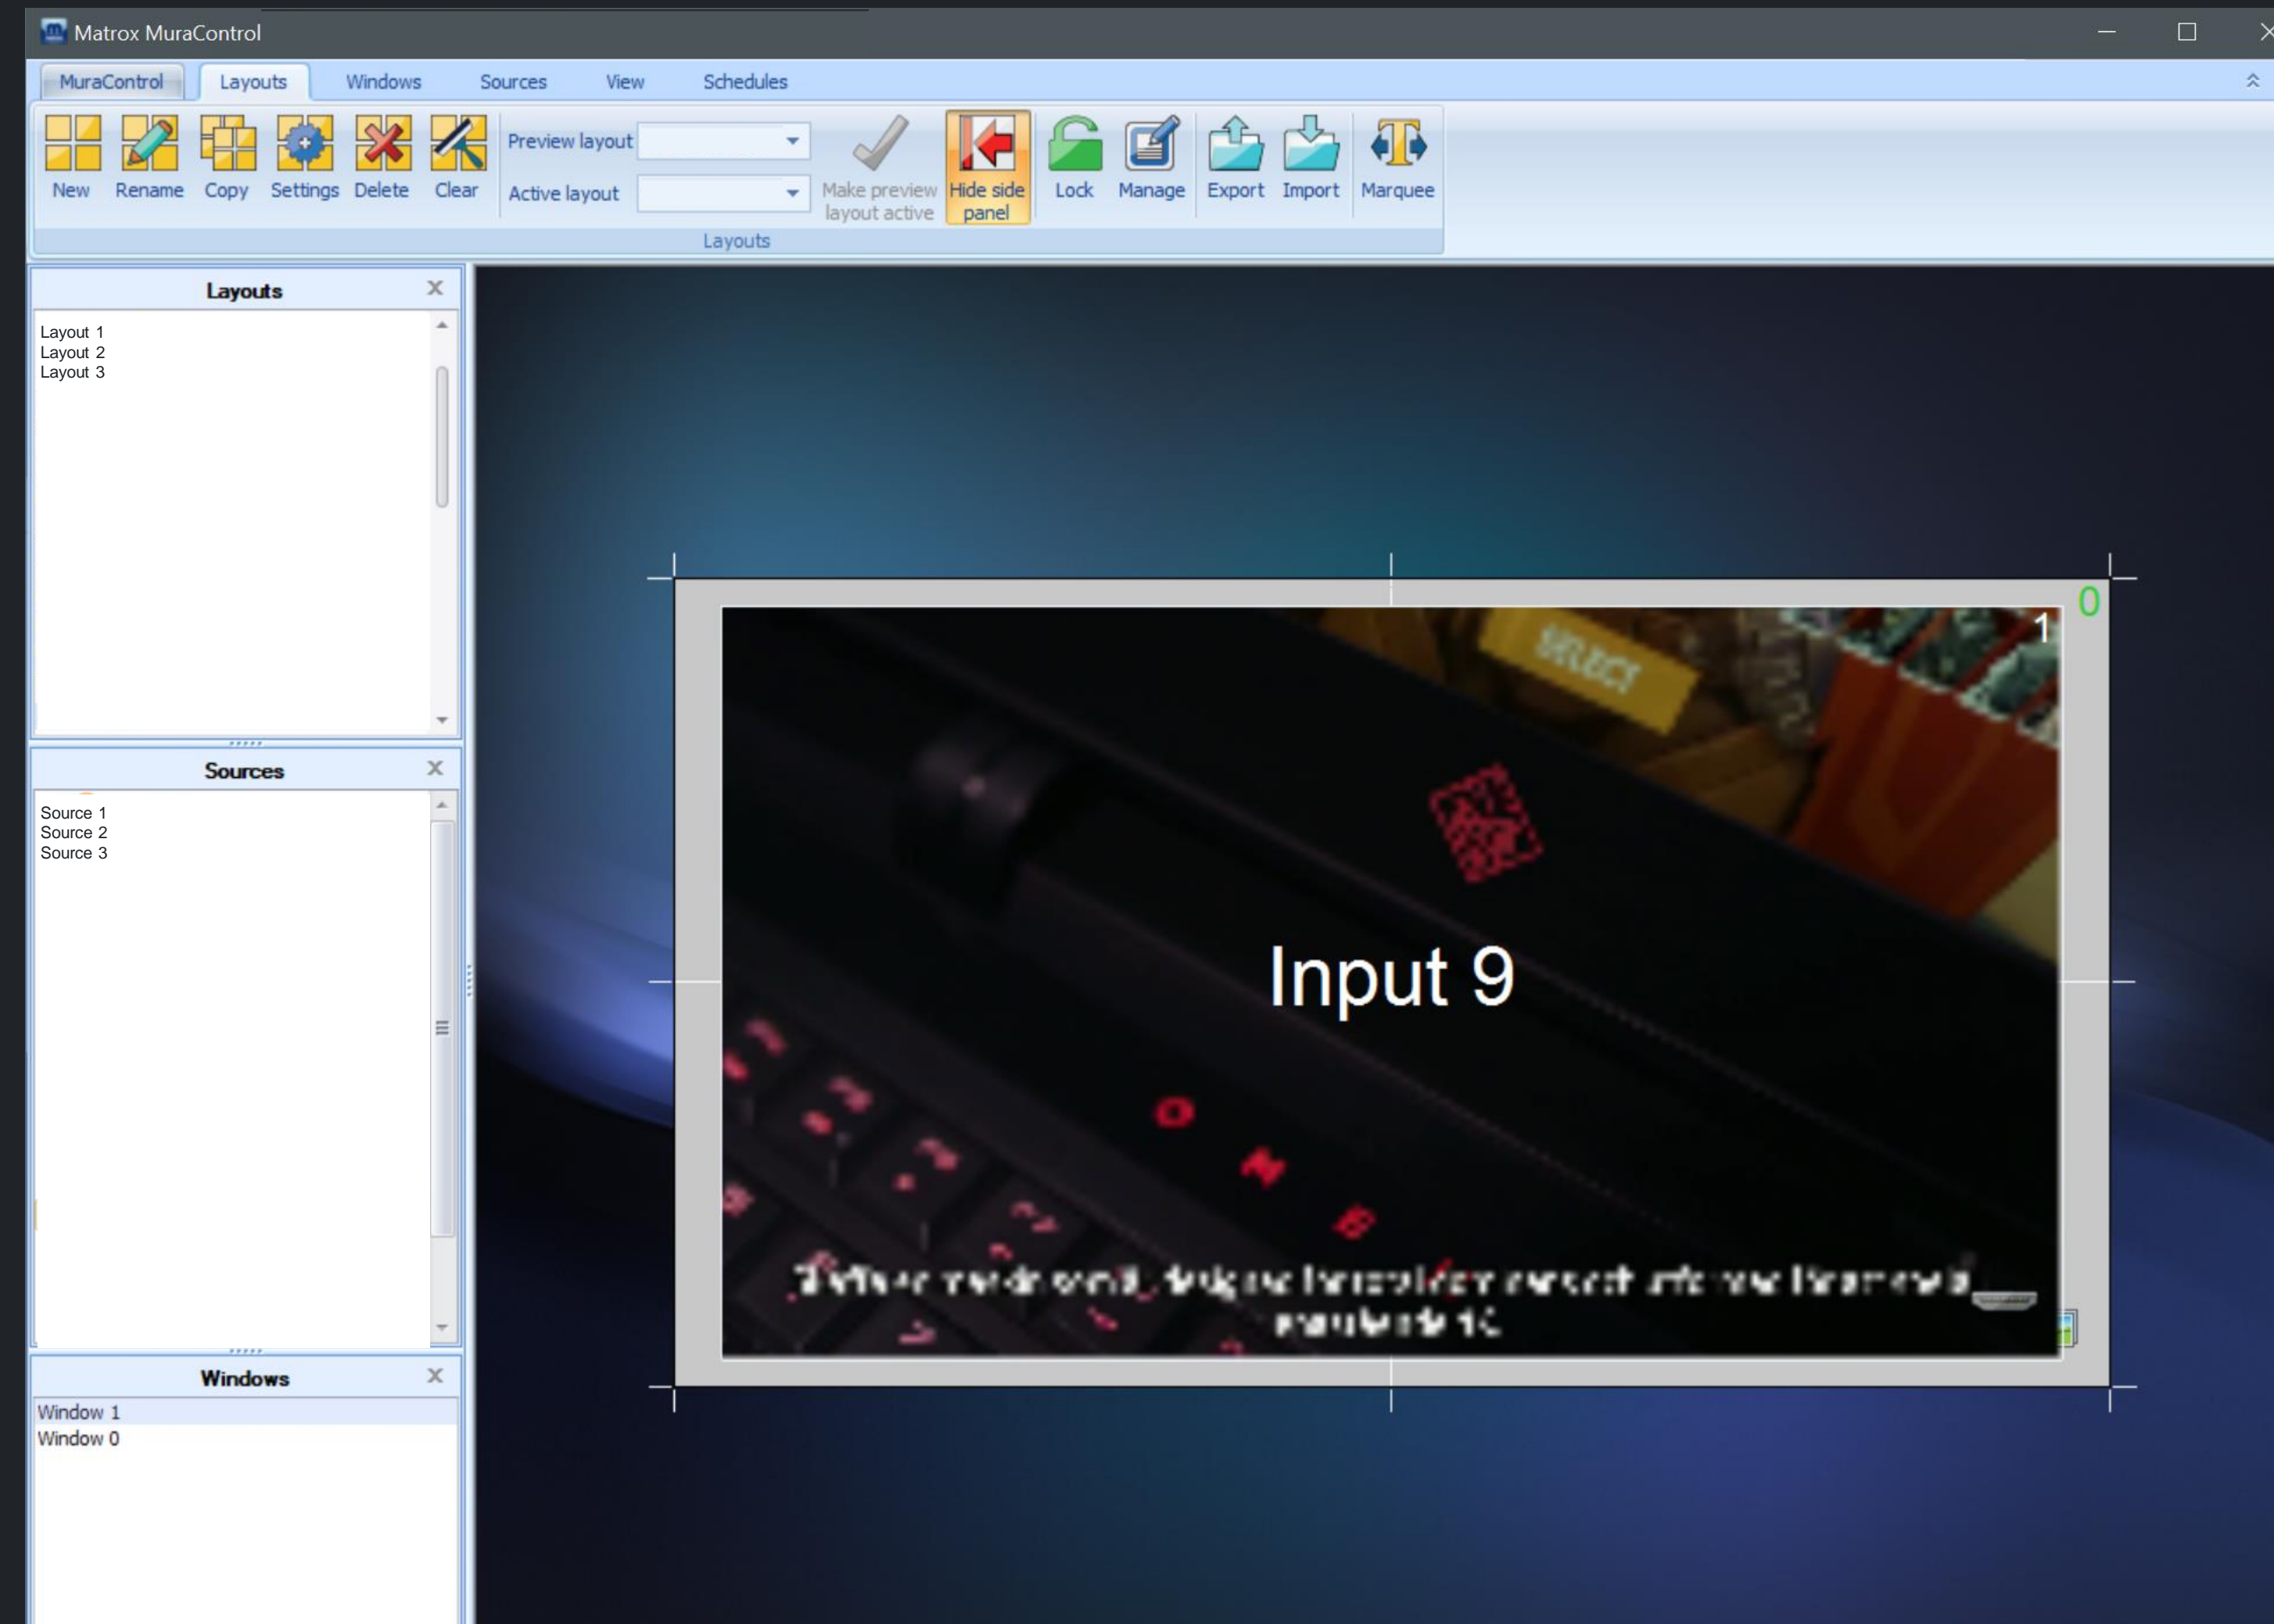 Matrox MuraControl
MuraControl Layouts Windows Sources View Schedules
New Rename Copy Settings Delete Clear
Preview layout
Active layout
Make preview layout active
Hide side panel
Lock Manage Export Import Marquee
Layouts
Layouts
Layout 1
Layout 2
Layout 3
Sources
Source 1
Source 2
Source 3
Windows
Window 1
Window 0
0
1
SELECT
Input 9
O M